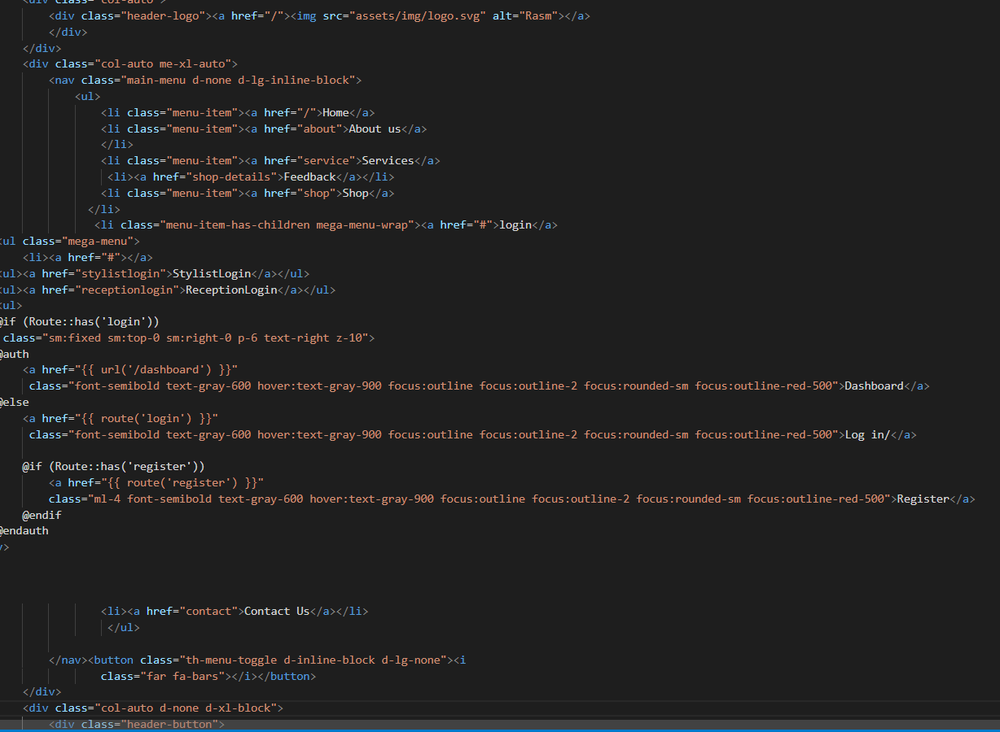 <div class="col-auto">
<div class="header-logo"><a href="/"><img src="assets/img/logo.svg" alt="Rasm"></a>
</div>
</div>
<div class="col-auto me-xl-auto">
<nav class="main-menu d-none d-lg-inline-block">
<ul>
<li class="menu-item"><a href="/">Home</a>
<li class="menu-item"><a href="about">About us</a>
</li>
<li class="menu-item"><a href="service">Services</a>
<li><a href="shop-details">Feedback</a></li>
<li class="menu-item"><a href="shop">Shop</a>
</li>
<li class="menu-item-has-children mega-menu-wrap"><a href="#">login</a>
<ul class="mega-menu">
<li><a href="#"></a>
<ul><a href="stylistlogin">StylistLogin</a></ul>
<ul><a href="receptionlogin">ReceptionLogin</a></ul>
<ul>
@if (Route::has('login'))
class="sm:fixed sm:top-0 sm:right-0 p-6 text-right z-10">
@auth
<a href="{{ url('/dashboard') }}"
class="font-semibold text-gray-600 hover:text-gray-900 focus:outline focus:outline-2 focus:rounded-sm focus:outline-red-500">Dashboard</a>
@else
<a href="{{ route('login') }}"
class="font-semibold text-gray-600 hover:text-gray-900 focus:outline focus:outline-2 focus:rounded-sm focus:outline-red-500">Log in/</a>
@if (Route::has('register'))
<a href="{{ route('register') }}"
class="ml-4 font-semibold text-gray-600 hover:text-gray-900 focus:outline focus:outline-2 focus:rounded-sm focus:outline-red-500">Register</a>
@endif
@endauth
v>
<li><a href="contact">Contact Us</a></li>
</ul>
</nav><button class="th-menu-toggle d-inline-block d-lg-none"><i
class="far fa-bars"></i></button>
</div>
<div class="col-auto d-none d-xl-block">
<div class="header-button">